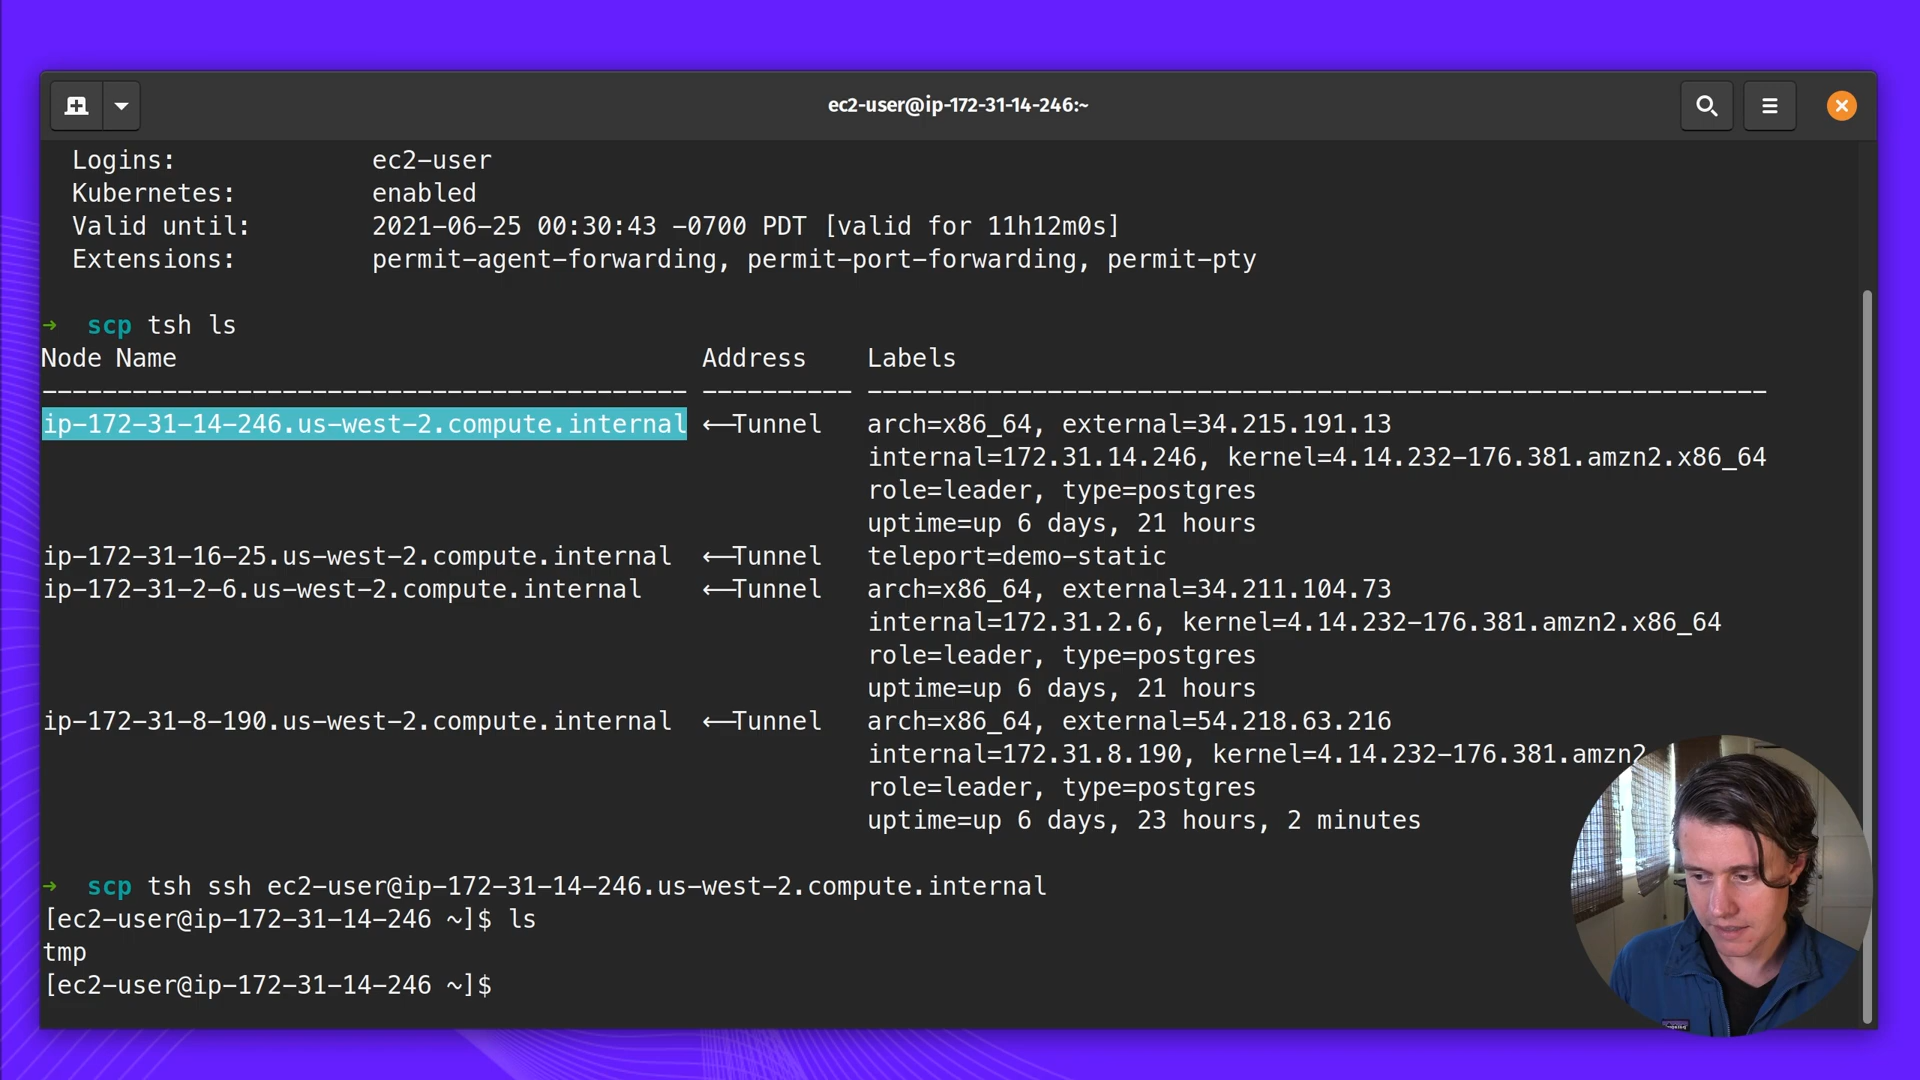 ec2-user@ip-172-31-14-246:~
Logins: ec2-user
Kubernetes: enabled
Valid until: 2021-06-25 00:30:43 -0700 PDT [valid for 11h12m0s]
Extensions: permit-agent-forwarding, permit-port-forwarding, permit-pty
→ scp tsh ls
Node Name Address Labels
------------------------------------------- ---------- ------------------------------------------------------------
ip-172-31-14-246.us-west-2.compute.internal ⟵Tunnel arch=x86_64, external=34.215.191.13
internal=172.31.14.246, kernel=4.14.232-176.381.amzn2.x86_64
role=leader, type=postgres
uptime=up 6 days, 21 hours
ip-172-31-16-25.us-west-2.compute.internal ⟵Tunnel teleport=demo-static
ip-172-31-2-6.us-west-2.compute.internal ⟵Tunnel arch=x86_64, external=34.211.104.73
internal=172.31.2.6, kernel=4.14.232-176.381.amzn2.x86_64
role=leader, type=postgres
uptime=up 6 days, 21 hours
ip-172-31-8-190.us-west-2.compute.internal ⟵Tunnel arch=x86_64, external=54.218.63.216
internal=172.31.8.190, kernel=4.14.232-176.381.amzn2
role=leader, type=postgres
uptime=up 6 days, 23 hours, 2 minutes
→ scp tsh ssh ec2-user@ip-172-31-14-246.us-west-2.compute.internal
[ec2-user@ip-172-31-14-246 ~]$ ls
tmp
[ec2-user@ip-172-31-14-246 ~]$